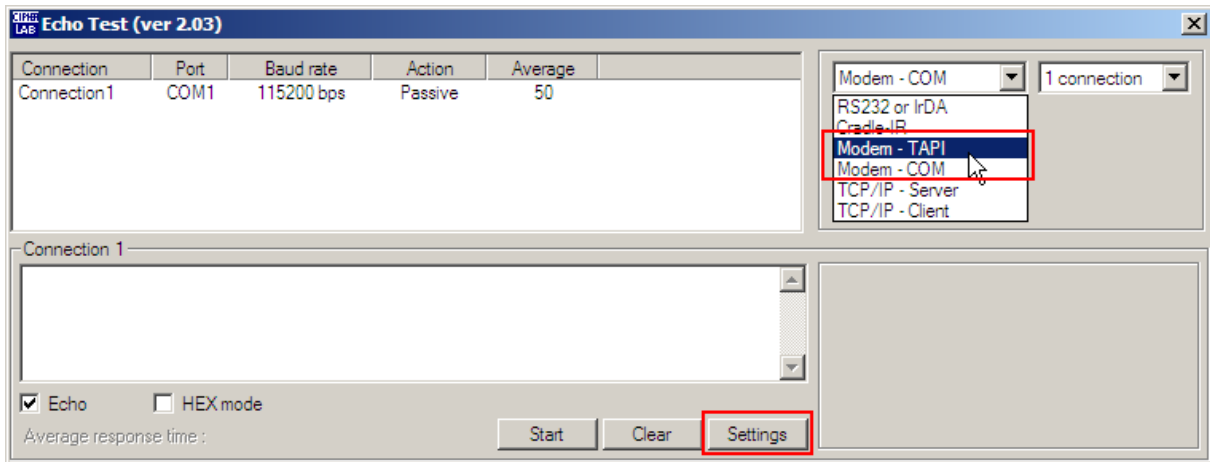 CIPHER LAB Echo Test (ver 2.03)
Connection Port Baud rate Action Average
Connection1 COM1 115200 bps Passive 50
Modem - COM 1 connection
RS232 or IrDA
Cradle-IR
Modem - TAPI
Modem - COM
TCP/IP - Server
TCP/IP - Client
Connection 1
Echo HEX mode
Average response time :
Start Clear Settings